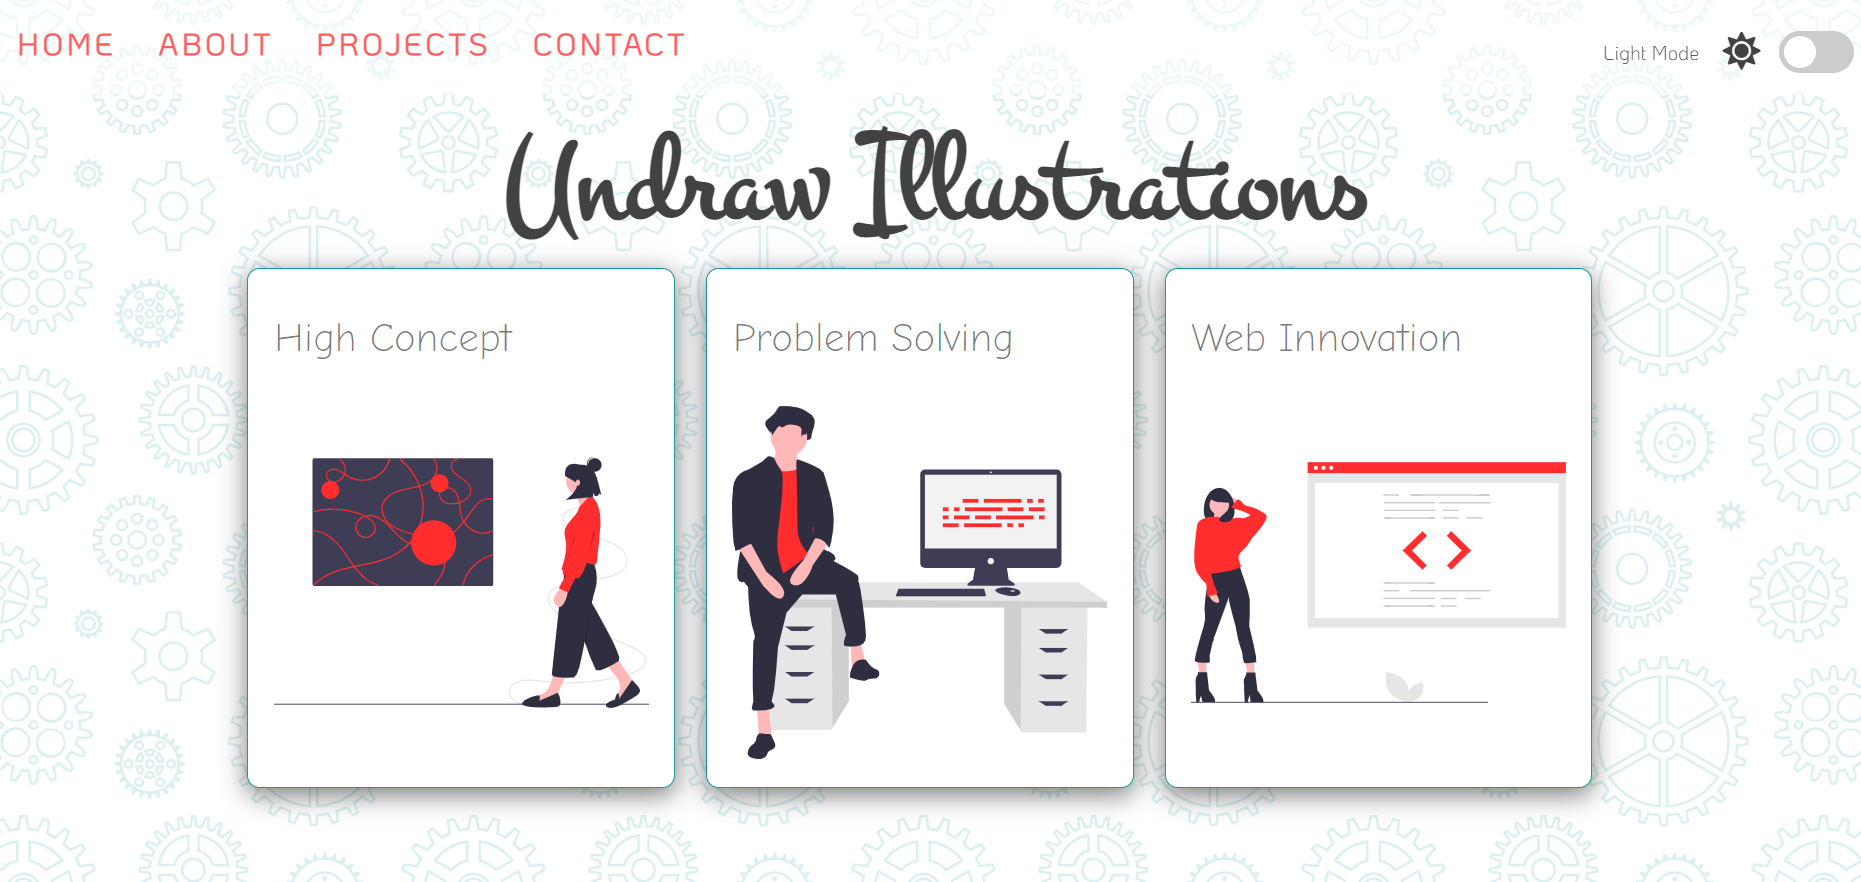 HOME ABOUT PROJECTS CONTACT
Light Mode
Undraw Illustrations
High Concept
Problem Solving
Web Innovation